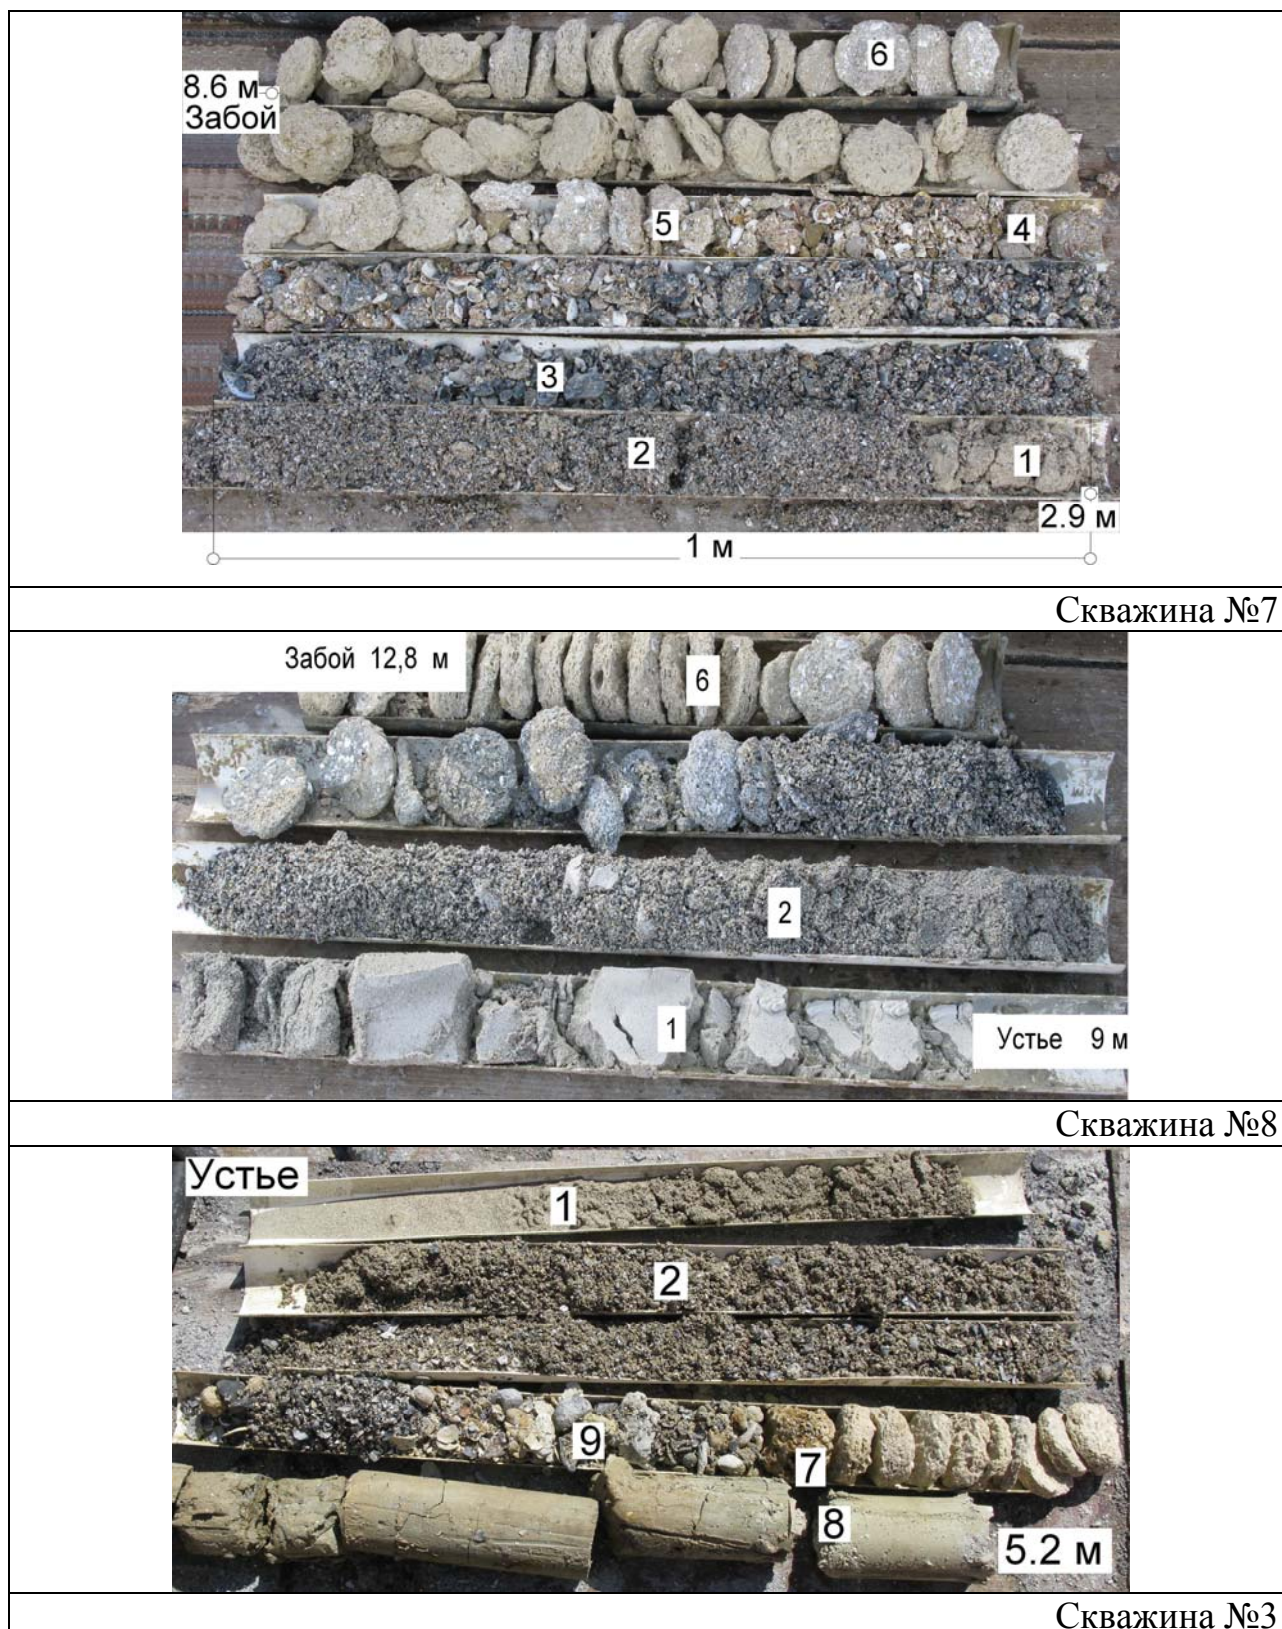 6
8.6 м
Забой
5
4
3
2
1
2.9 м
1 м
Скважина №7
Забой 12,8 м
6
2
1
Устье 9 м
Скважина №8
Устье
1
2
9
7
8
5.2 м
Скважина №3